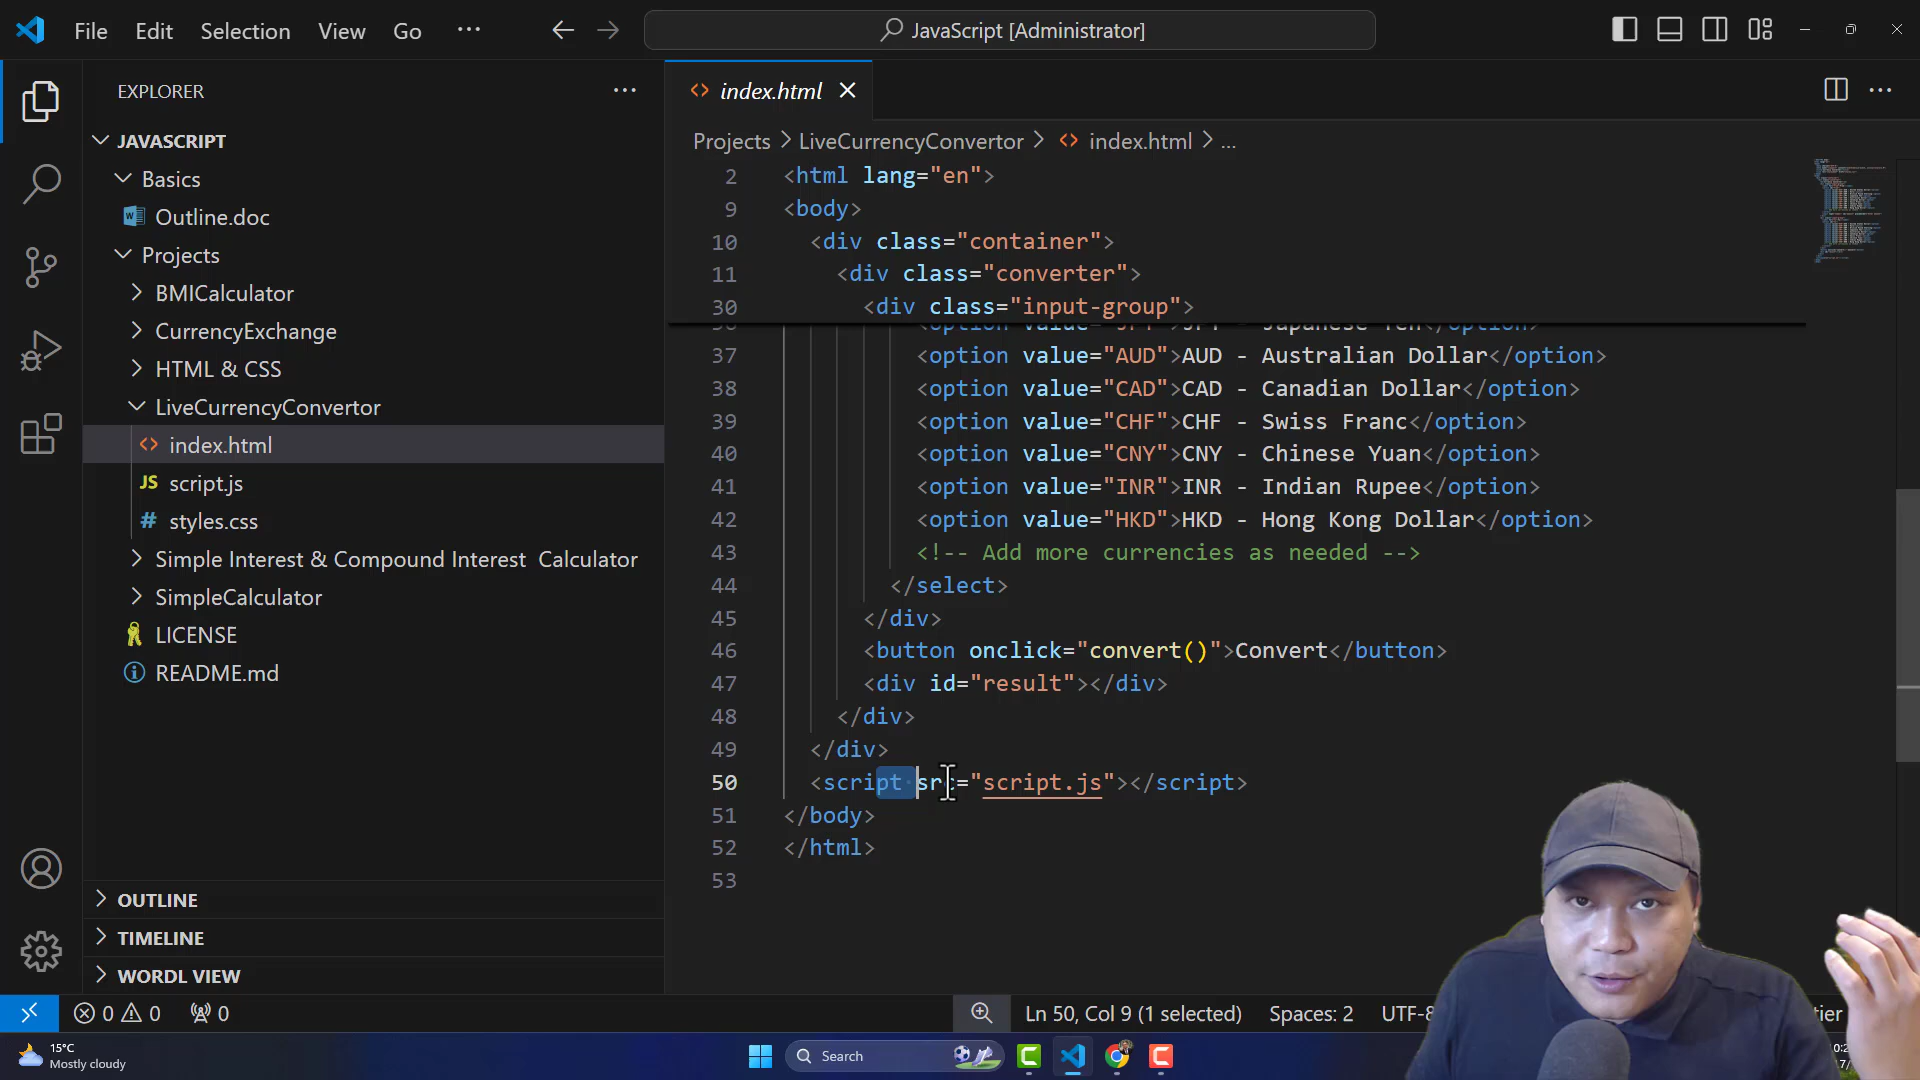 File Edit Selection View Go ...
JavaScript [Administrator]
EXPLORER
JAVASCRIPT
Basics
Outline.doc
Projects
BMICalculator
CurrencyExchange
HTML & CSS
LiveCurrencyConvertor
index.html
JS script.js
# styles.css
Simple Interest & Compound Interest Calculator
SimpleCalculator
LICENSE
README.md
OUTLINE
TIMELINE
WORDL VIEW
index.html
Projects > LiveCurrencyConvertor > index.html > ...
2 <html lang="en">
9 <body>
10 <div class="container">
11 <div class="converter">
30 <div class="input-group">
37 <option value="AUD">AUD - Australian Dollar</option>
38 <option value="CAD">CAD - Canadian Dollar</option>
39 <option value="CHF">CHF - Swiss Franc</option>
40 <option value="CNY">CNY - Chinese Yuan</option>
41 <option value="INR">INR - Indian Rupee</option>
42 <option value="HKD">HKD - Hong Kong Dollar</option>
43 <!-- Add more currencies as needed -->
44 </select>
45 </div>
46 <button onclick="convert()">Convert</button>
47 <div id="result"></div>
48 </div>
49 </div>
50 <script src="script.js"></script>
51 </body>
52 </html>
53
0 0 0
Ln 50, Col 9 (1 selected) Spaces: 2 UTF-8
15°C
Mostly cloudy
Search